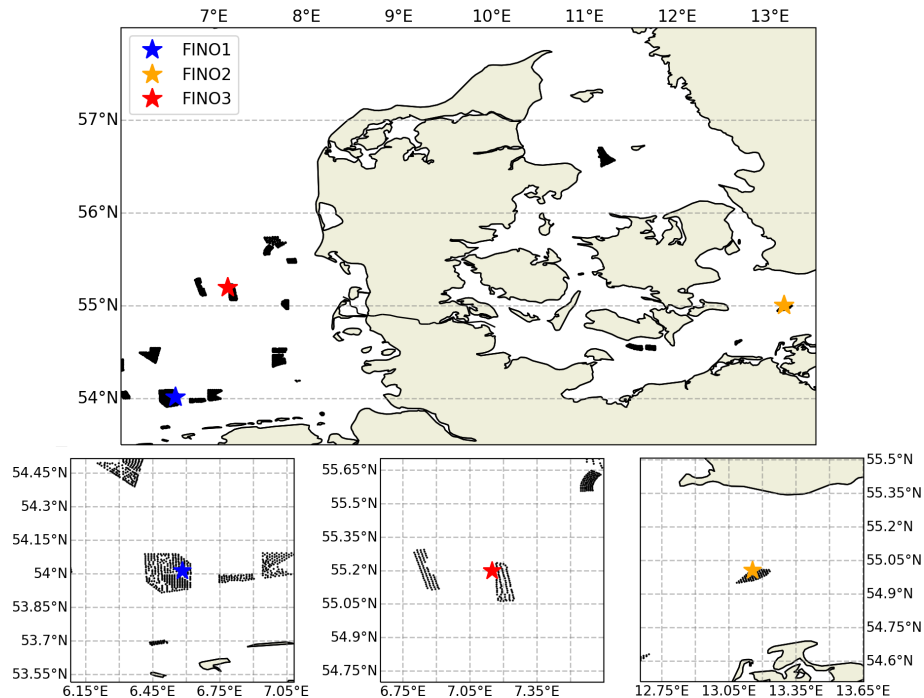 7°E 8°E 9°E 10°E 11°E 12°E 13°E
FINO1
FINO2
FINO3
57°N
56°N
55°N
54°N
54.45°N
54.3°N
54.15°N
54°N
53.85°N
53.7°N
53.55°N
6.15°E 6.45°E 6.75°E 7.05°E
55.65°N
55.5°N
55.35°N
55.2°N
55.05°N
54.9°N
54.75°N
6.75°E 7.05°E 7.35°E
55.5°N
55.35°N
55.2°N
55.05°N
54.9°N
54.75°N
54.6°N
12.75°E 13.05°E 13.35°E 13.65°E